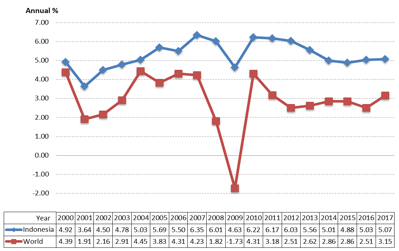 Annual %
7.00
6.00
5.00
4.00
3.00
2.00
1.00
0.00
-1.00
-2.00
Year 2000 2001 2002 2003 2004 2005 2006 2007 2008 2009 2010 2011 2012 2013 2014 2015 2016 2017
Indonesia 4.92 3.64 4.50 4.78 5.03 5.69 5.50 6.35 6.01 4.63 6.22 6.17 6.03 5.56 5.01 4.88 5.03 5.07
World 4.39 1.91 2.16 2.91 4.45 3.83 4.31 4.23 1.82 -1.73 4.31 3.18 2.51 2.62 2.86 2.86 2.51 3.15